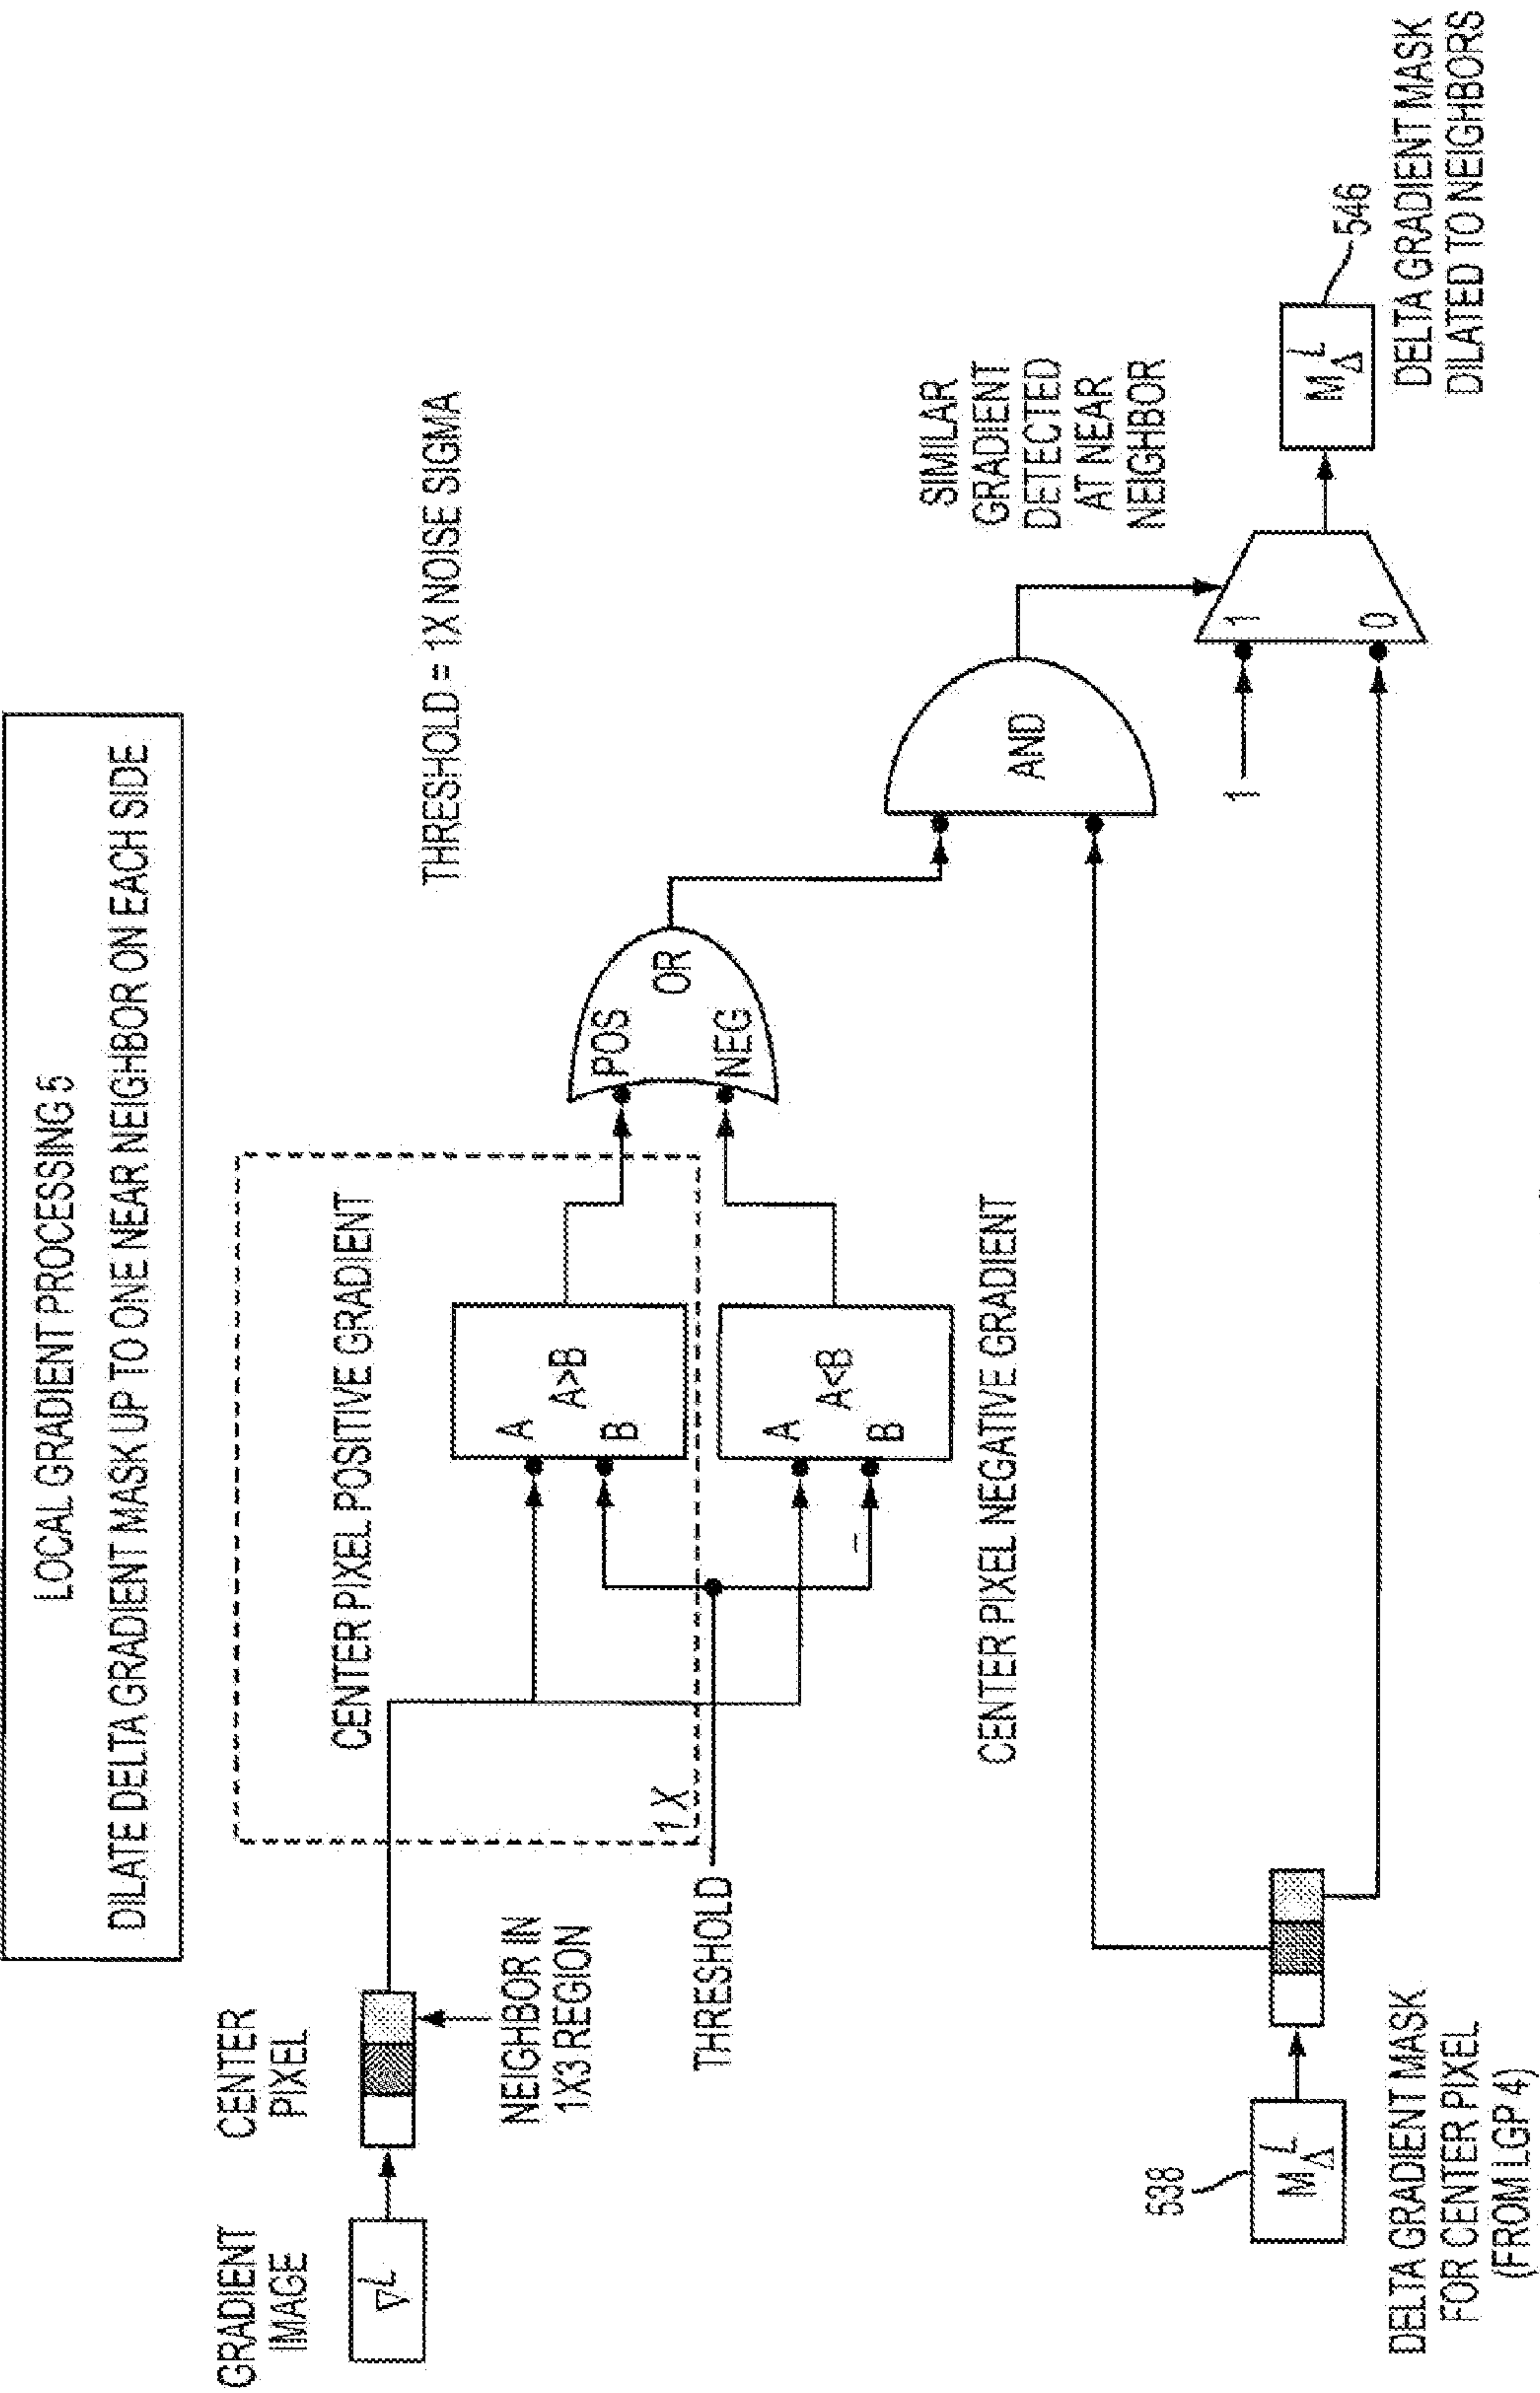 LOCAL GRADIENT PROCESSING 5
DILATE DELTA GRADIENT MASK UP TO ONE NEAR NEIGHBOR ON EACH SIDE
GRADIENT
IMAGE
∇L
CENTER
PIXEL
NEIGHBOR IN
1X3 REGION
THRESHOLD
1X
CENTER PIXEL POSITIVE GRADIENT
A
B
A>B
A
B
A<B
–
CENTER PIXEL NEGATIVE GRADIENT
POS
NEG
OR
THRESHOLD = 1X NOISE SIGMA
AND
SIMILAR
GRADIENT
DETECTED
AT NEAR
NEIGHBOR
1
1
0
538
M L Δ
DELTA GRADIENT MASK
FOR CENTER PIXEL
(FROM LGP 4)
M L Δ
546
DELTA GRADIENT MASK
DILATED TO NEIGHBORS